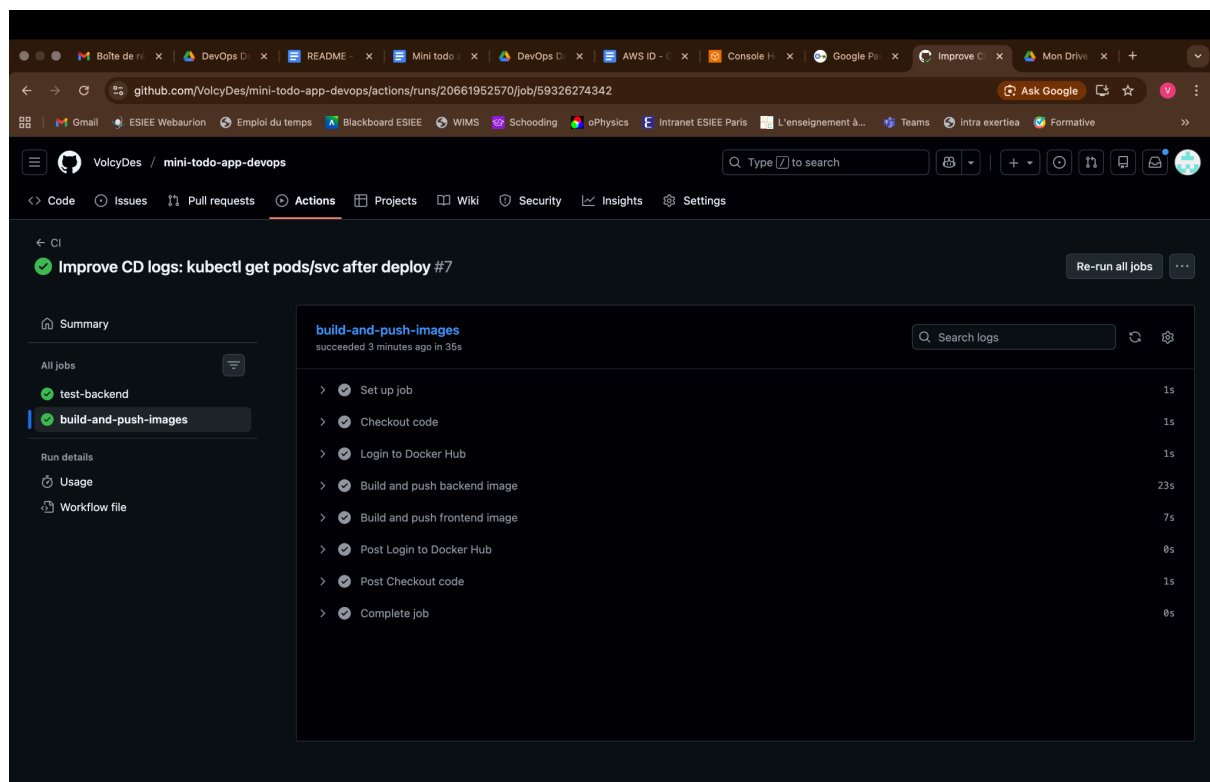 Boîte de ré
DevOps D
README -
Mini todo
DevOps D
AWS ID -
Console H
Google Pa
Improve C
Mon Drive
github.com/VolcyDes/mini-todo-app-devops/actions/runs/20661952570/job/59326274342
Ask Google
V
Gmail
ESIEE Webaurion
Emploi du temps
Blackboard ESIEE
WIMS
Schooding
oPhysics
Intranet ESIEE Paris
L'enseignement à...
Teams
intra exertiea
Formative
VolcyDes / mini-todo-app-devops
Type / to search
Code
Issues
Pull requests
Actions
Projects
Wiki
Security
Insights
Settings
← CI
Improve CD logs: kubectl get pods/svc after deploy #7
Re-run all jobs
Summary
All jobs
test-backend
build-and-push-images
Run details
Usage
Workflow file
build-and-push-images
succeeded 3 minutes ago in 35s
Search logs
Set up job 1s
Checkout code 1s
Login to Docker Hub 1s
Build and push backend image 23s
Build and push frontend image 7s
Post Login to Docker Hub 0s
Post Checkout code 1s
Complete job 0s